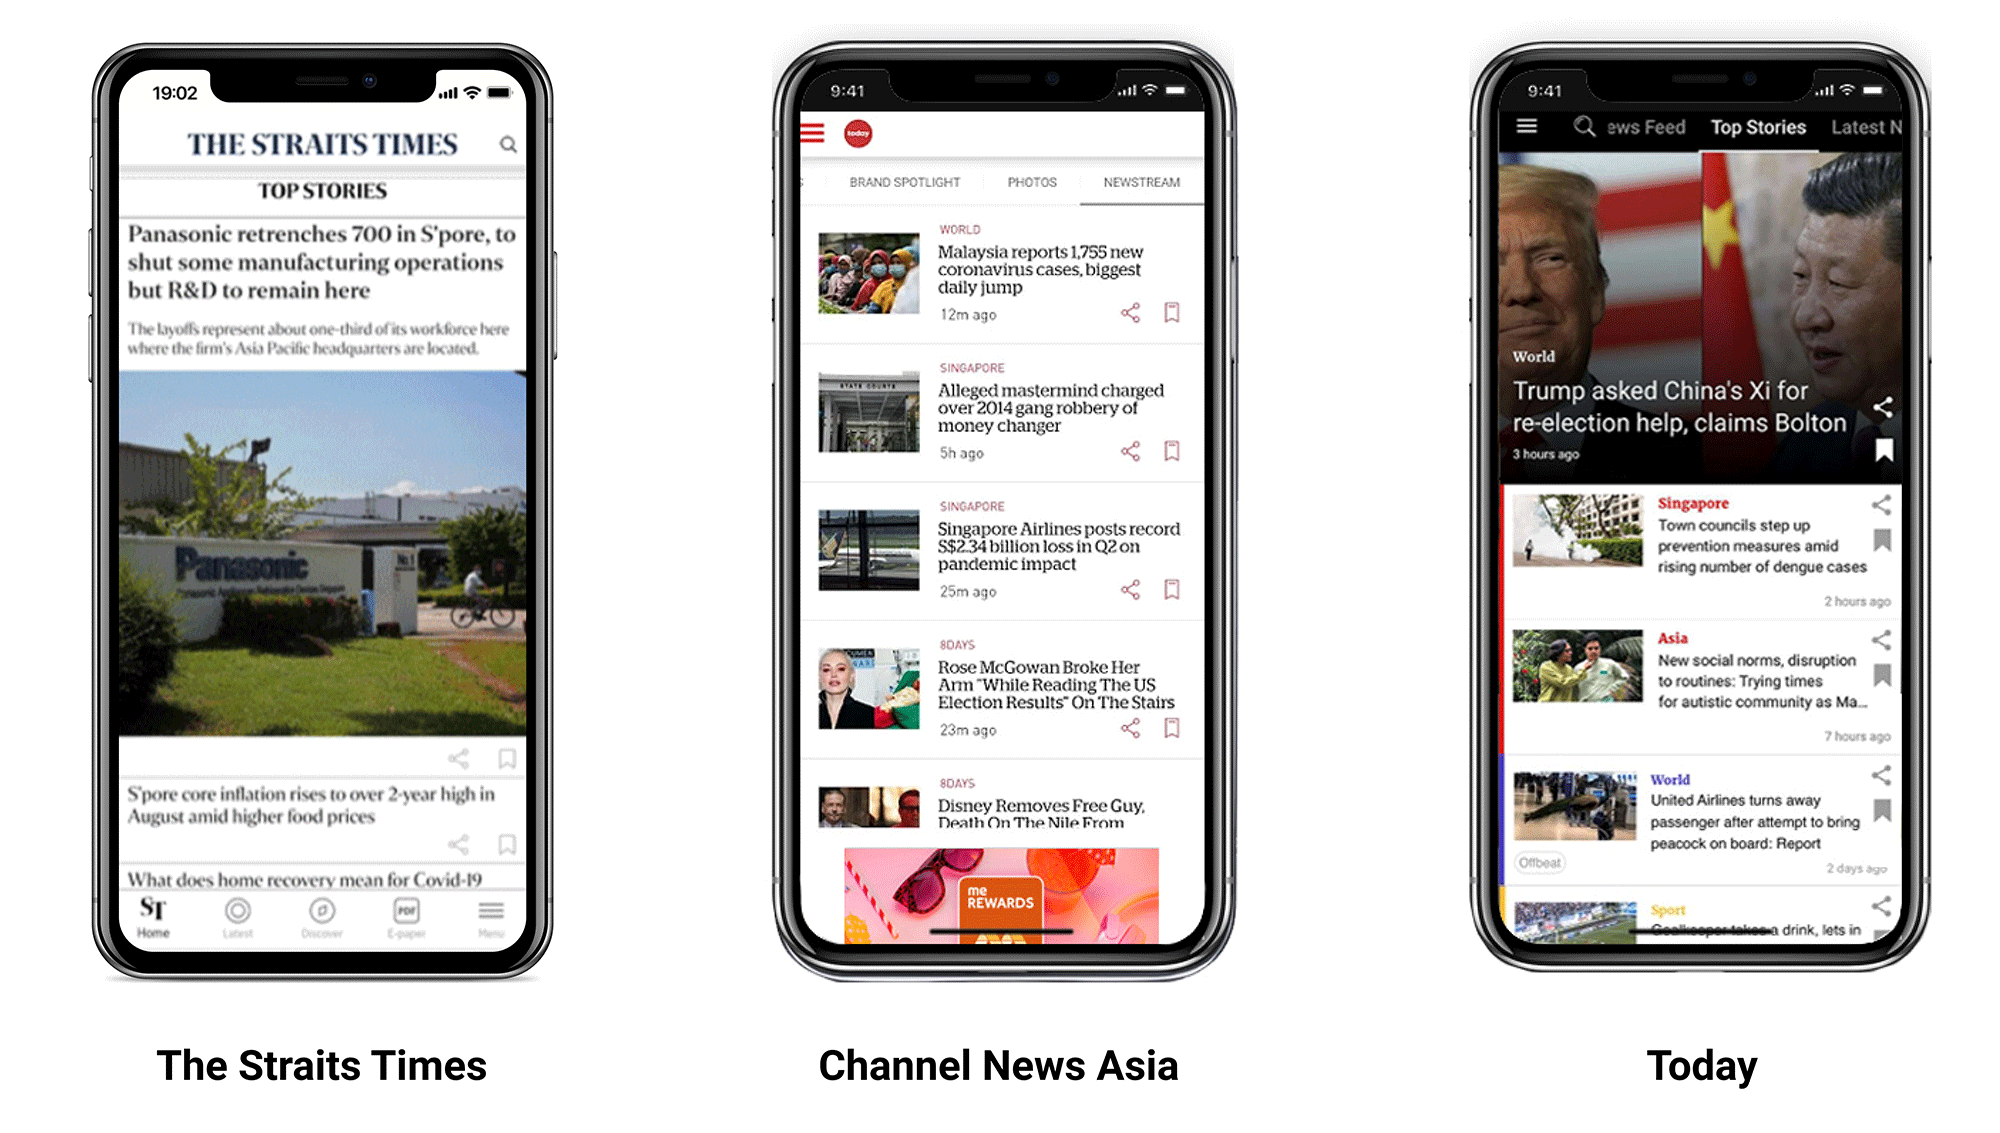 19:02
THE STRAITS TIMES
TOP STORIES
Panasonic retrenches 700 in S'pore, to
shut some manufacturing operations
but R&D to remain here
The layoffs represent about one-third of its workforce here
where the firm's Asia Pacific headquarters are located.
Panasonic
No.1
S'pore core inflation rises to over 2-year high in
August amid higher food prices
What does home recovery mean for Covid-19
ST
PDF
Home
Latest
Discover
E-paper
Menu
The Straits Times
9:41
today
S
BRAND SPOTLIGHT
PHOTOS
NEWSTREAM
WORLD
Malaysia reports 1,755 new
coronavirus cases, biggest
daily jump
12m ago
STATE COURTS
SINGAPORE
Alleged mastermind charged
over 2014 gang robbery of
money changer
5h ago
SINGAPORE
Singapore Airlines posts record
S$2.34 billion loss in Q2 on
pandemic impact
25m ago
8DAYS
Rose McGowan Broke Her
Arm "While Reading The US
Election Results" On The Stairs
23m ago
8DAYS
Disney Removes Free Guy,
Death On The Nile From
me
REWARDS
Channel News Asia
9:41
ews Feed
Top Stories
Latest N
World
Trump asked China's Xi for
re-election help, claims Bolton
3 hours ago
Singapore
Town councils step up
prevention measures amid
rising number of dengue cases
2 hours ago
Asia
New social norms, disruption
to routines: Trying times
for autistic community as Ma...
7 hours ago
World
United Airlines turns away
passenger after attempt to bring
peacock on board: Report
Offbeat
2 days ago
Sport
Goalkeeper takes a drink, lets in
Today